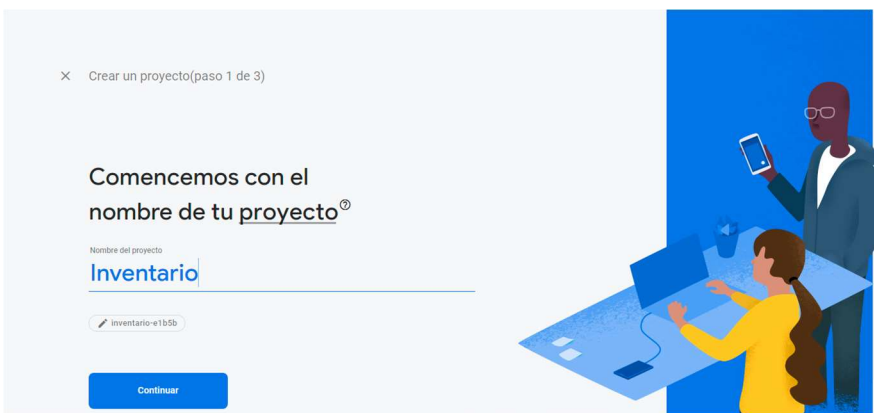 Crear un proyecto(paso 1 de 3)
Comencemos con el
nombre de tu proyecto
Nombre del proyecto
Inventario
inventario-e1b5b
Continuar